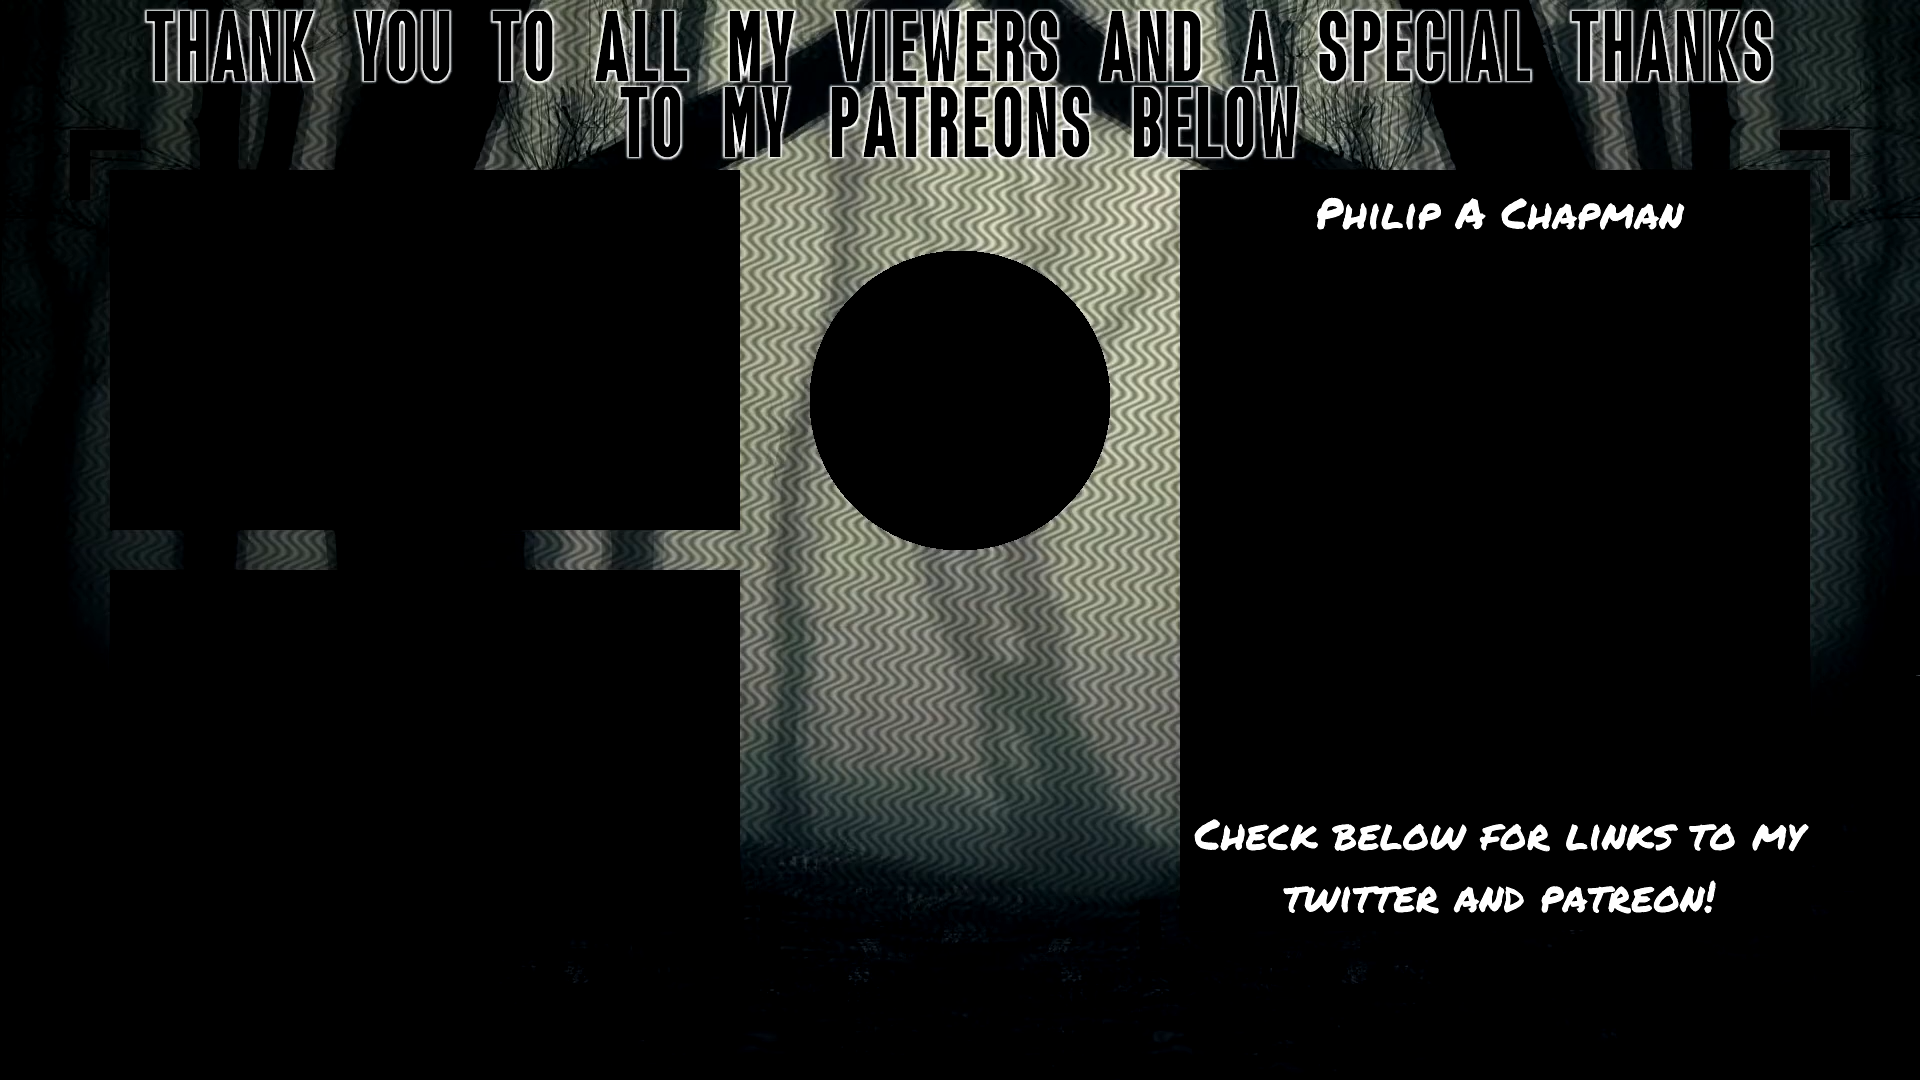 THANK YOU TO ALL MY VIEWERS AND A SPECIAL THANKS
TO MY PATREONS BELOW
Philip A Chapman
Check below for links to my
twitter and patreon!